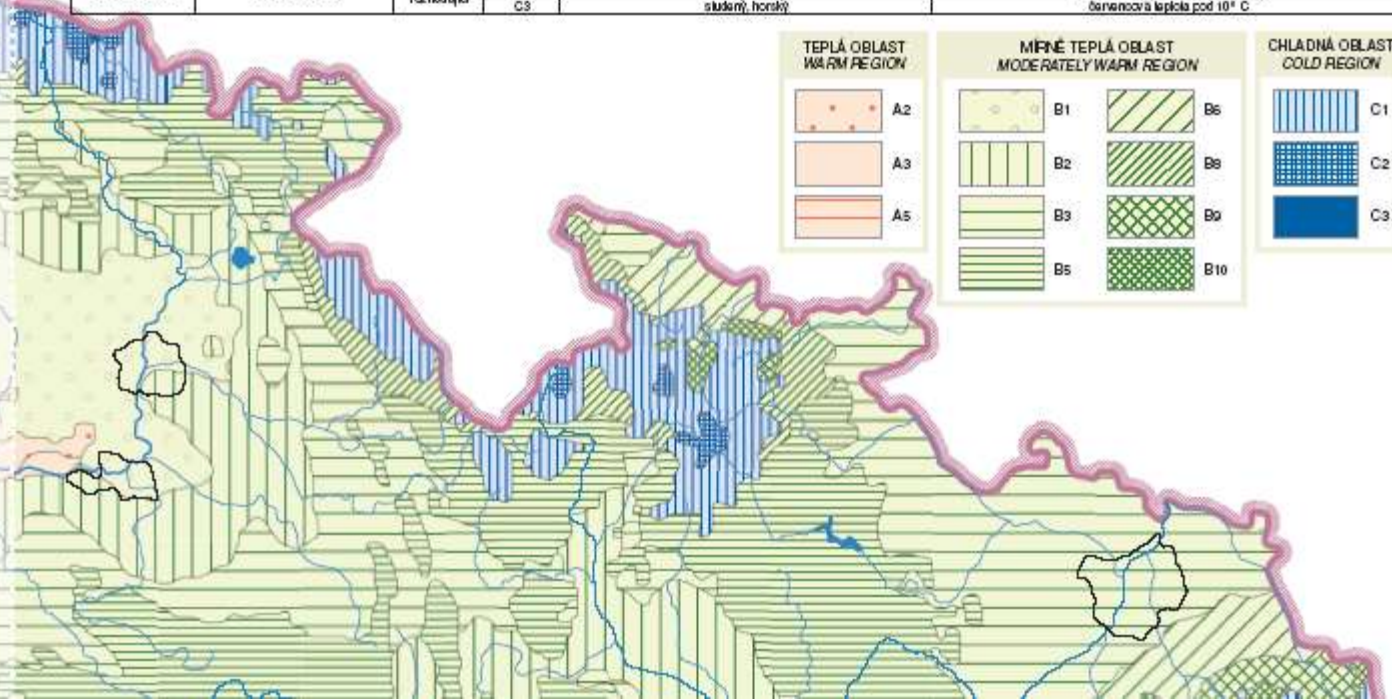 C3
studený, horský
červencová teplota pod 10° C
TEPLÁ OBLAST
WARM REGION
A2
A3
A5
MÍRNĚ TEPLÁ OBLAST
MODERATELY WARM REGION
B1
B2
B3
B5
B6
B8
B9
B10
CHLADNÁ OBLAST
COLD REGION
C1
C2
C3